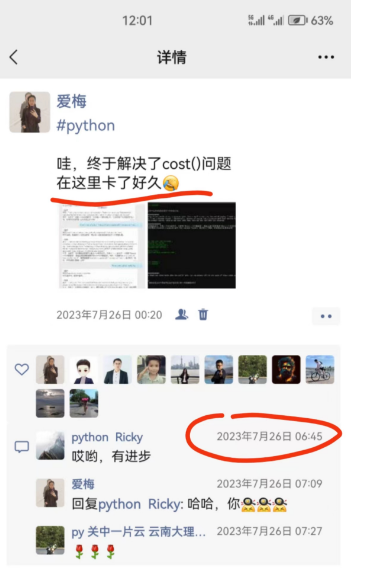 12:01
63%
详情
爱梅
#python
哇，终于解决了cost()问题
在这里卡了好久
2023年7月26日 00:20
python Ricky
2023年7月26日 06:45
哎哟，有进步
爱梅
2023年7月26日 07:09
回复python Ricky: 哈哈，你
py 关中一片云 云南大理...
2023年7月26日 07:27